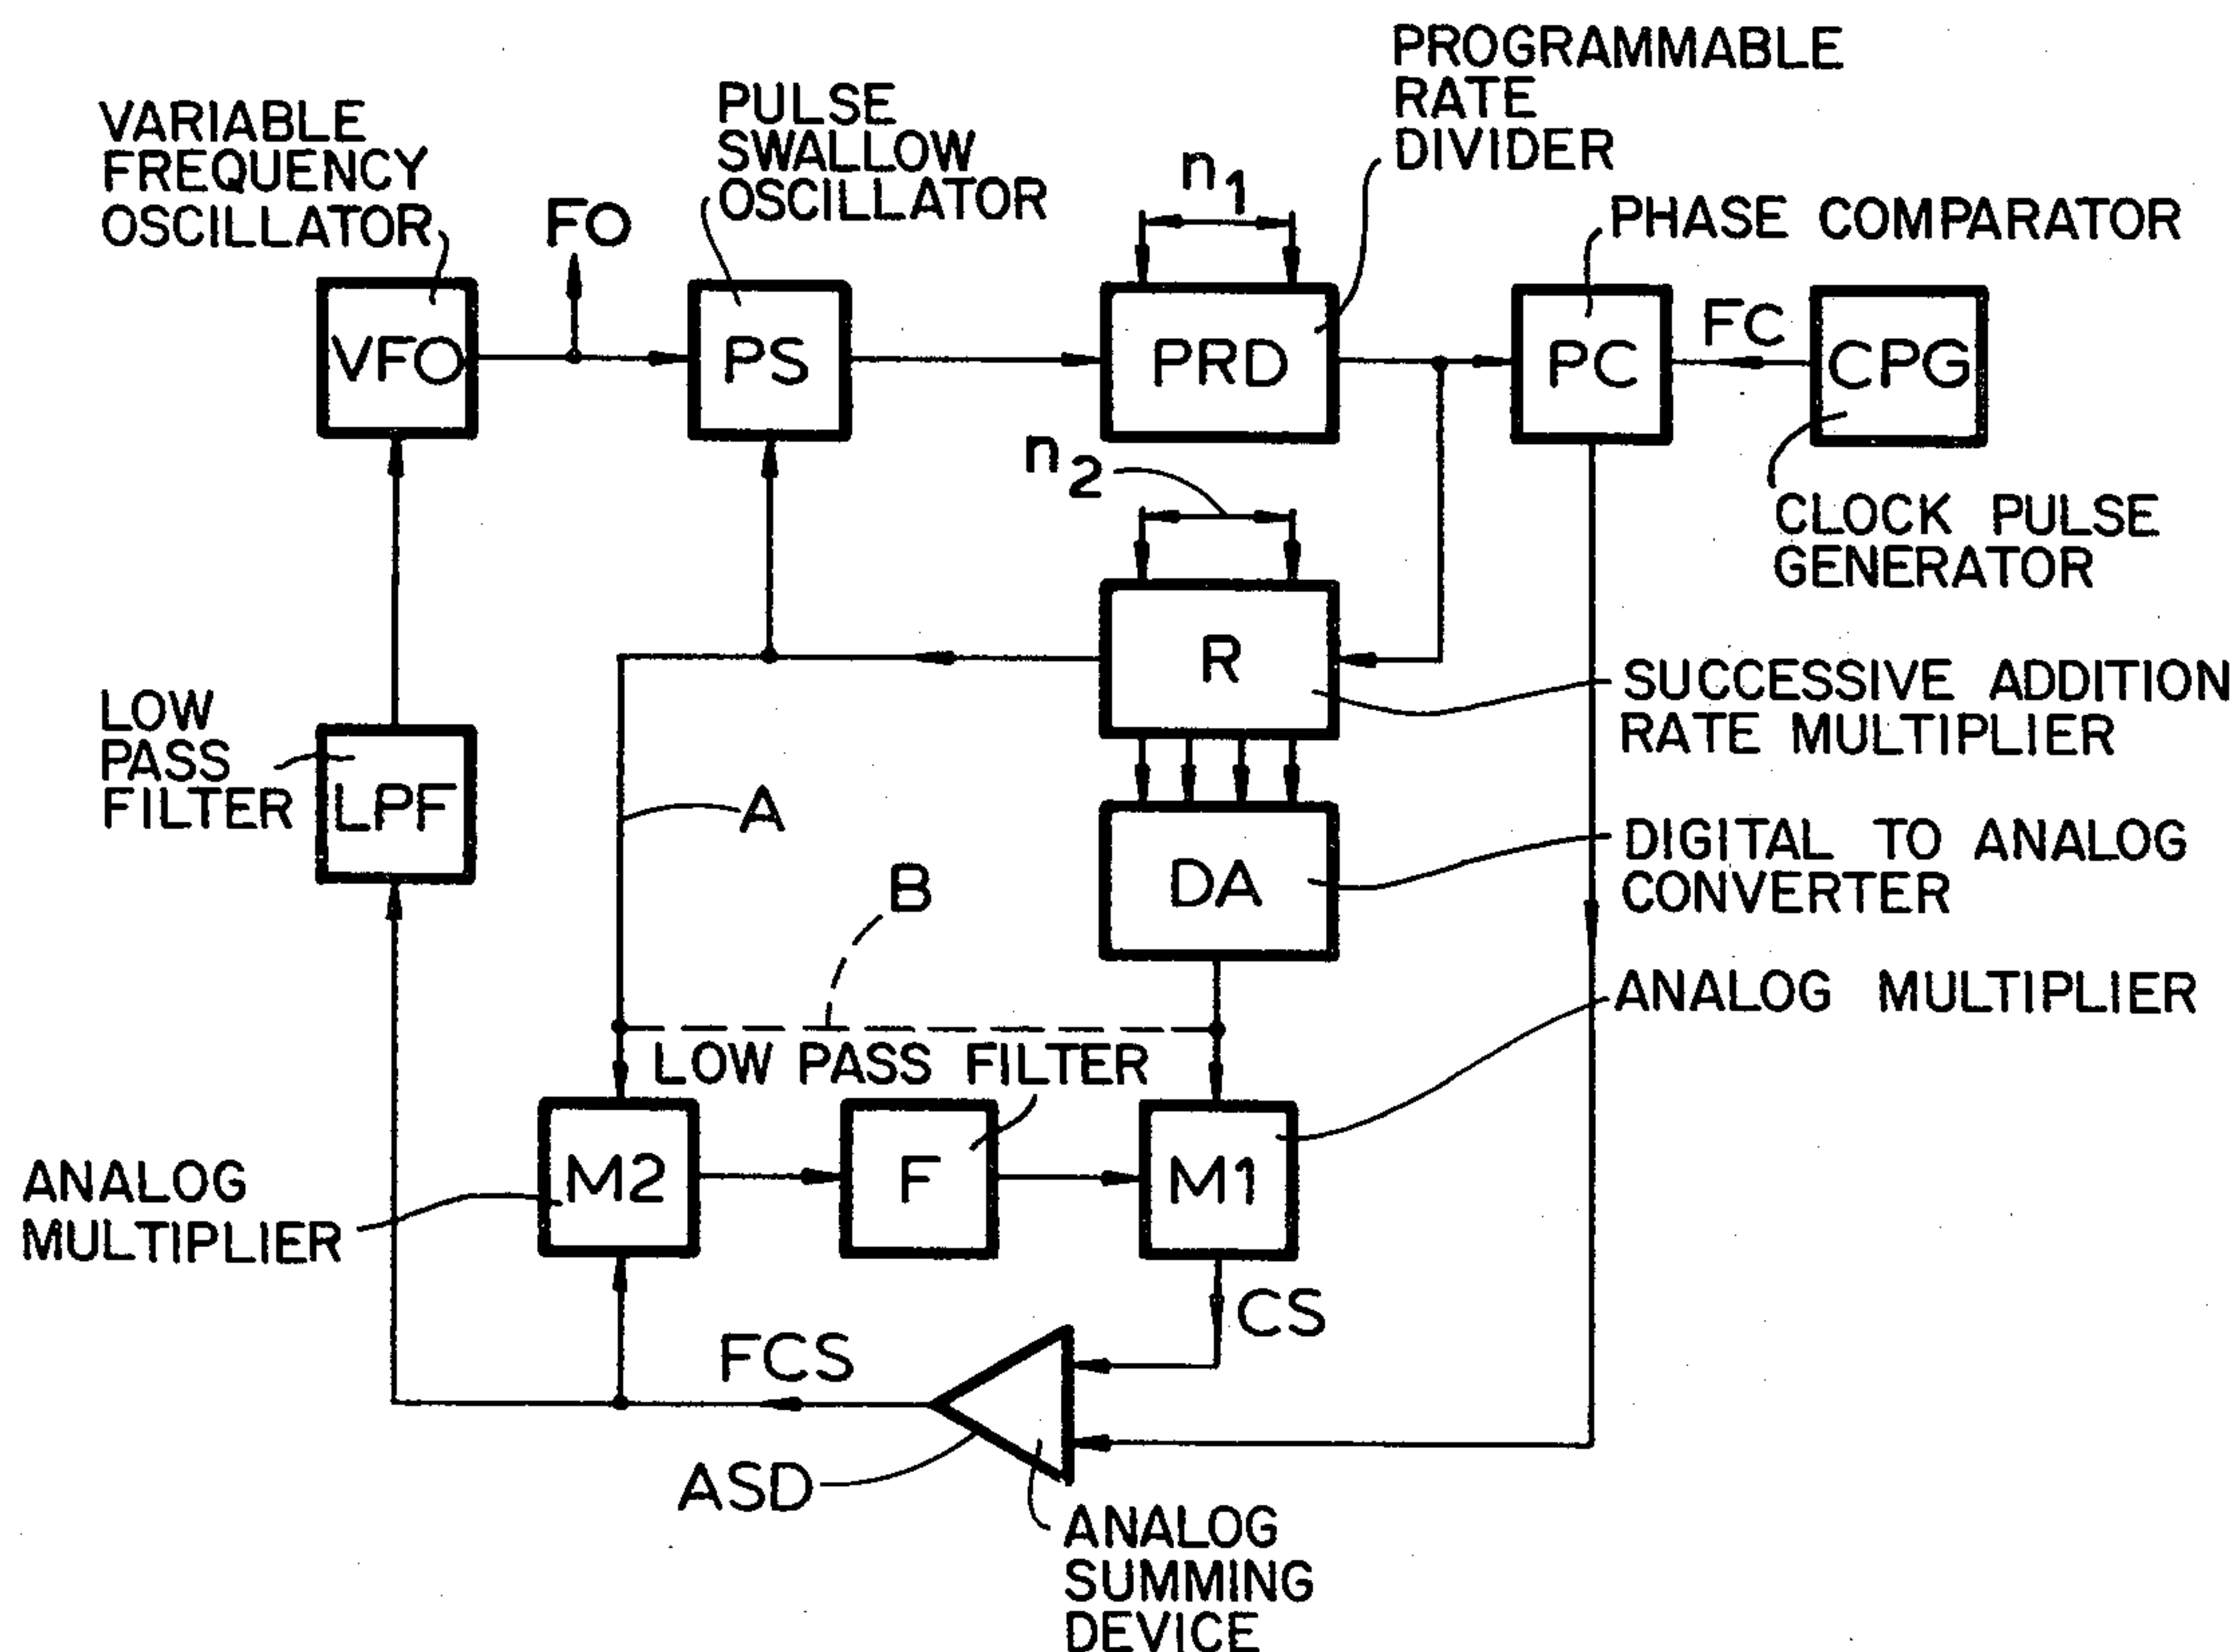 PROGRAMMABLE
RATE
DIVIDER
PULSE
SWALLOW
OSCILLATOR
VARIABLE
FREQUENCY
OSCILLATOR
n1
FO
PHASE COMPARATOR
VFO
PS
PRD
PC
FC
CPG
n2
CLOCK PULSE
GENERATOR
R
SUCCESSIVE ADDITION
RATE MULTIPLIER
LOW
PASS
FILTER
LPF
A
DA
DIGITAL TO ANALOG
CONVERTER
B
ANALOG MULTIPLIER
LOW PASS FILTER
M2
F
M1
ANALOG
MULTIPLIER
CS
FCS
ASD
ANALOG
SUMMING
DEVICE